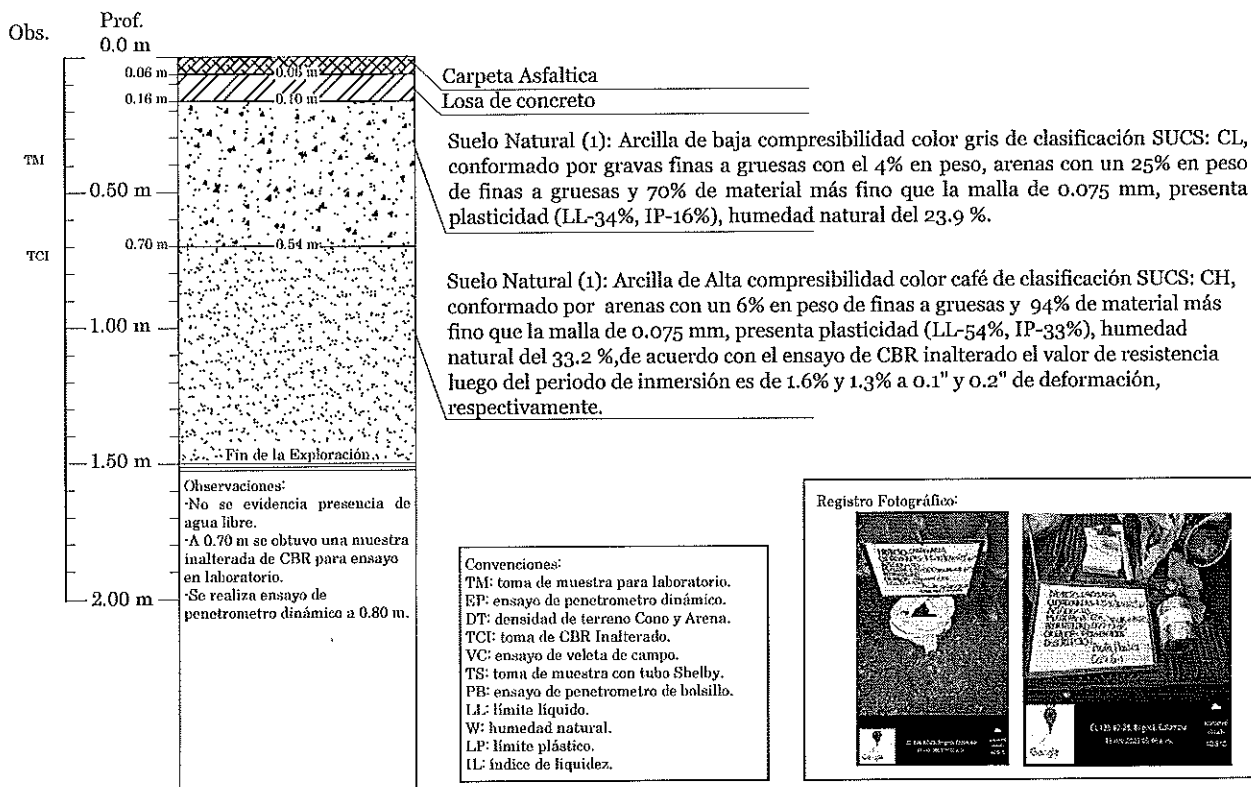 Obs.
Prof.
0.0 m
0.06 m
0.06 m
Carpeta Asfaltica
0.16 m
0.10 m
Losa de concreto
Suelo Natural (1): Arcilla de baja compresibilidad color gris de clasificación SUCS: CL,
conformado por gravas finas a gruesas con el 4% en peso, arenas con un 25% en peso
de finas a gruesas y 70% de material más fino que la malla de 0.075 mm, presenta
plasticidad (LL-34%, IP-16%), humedad natural del 23.9 %.
TM
0.50 m
0.70 m
0.54 m
TCI
Suelo Natural (1): Arcilla de Alta compresibilidad color café de clasificación SUCS: CH,
conformado por arenas con un 6% en peso de finas a gruesas y 94% de material más
fino que la malla de 0.075 mm, presenta plasticidad (LL-54%, IP-33%), humedad
natural del 33.2 %,de acuerdo con el ensayo de CBR inalterado el valor de resistencia
luego del periodo de inmersión es de 1.6% y 1.3% a 0.1" y 0.2" de deformación,
respectivamente.
1.00 m
1.50 m
Fin de la Exploración
Observaciones:
-No se evidencia presencia de
agua libre.
-A 0.70 m se obtuvo una muestra
inalterada de CBR para ensayo
en laboratorio.
-Se realiza ensayo de
penetrometro dinámico a 0.80 m.
2.00 m
Convenciones:
TM: toma de muestra para laboratorio.
EP: ensayo de penetrometro dinámico.
DT: densidad de terreno Cono y Arena.
TCI: toma de CBR Inalterado.
VC: ensayo de veleta de campo.
TS: toma de muestra con tubo Shelby.
PB: ensayo de penetrometro de bolsillo.
LL: límite líquido.
W: humedad natural.
LP: límite plástico.
IL: índice de liquidez.
Registro Fotográfico:
Google
Google